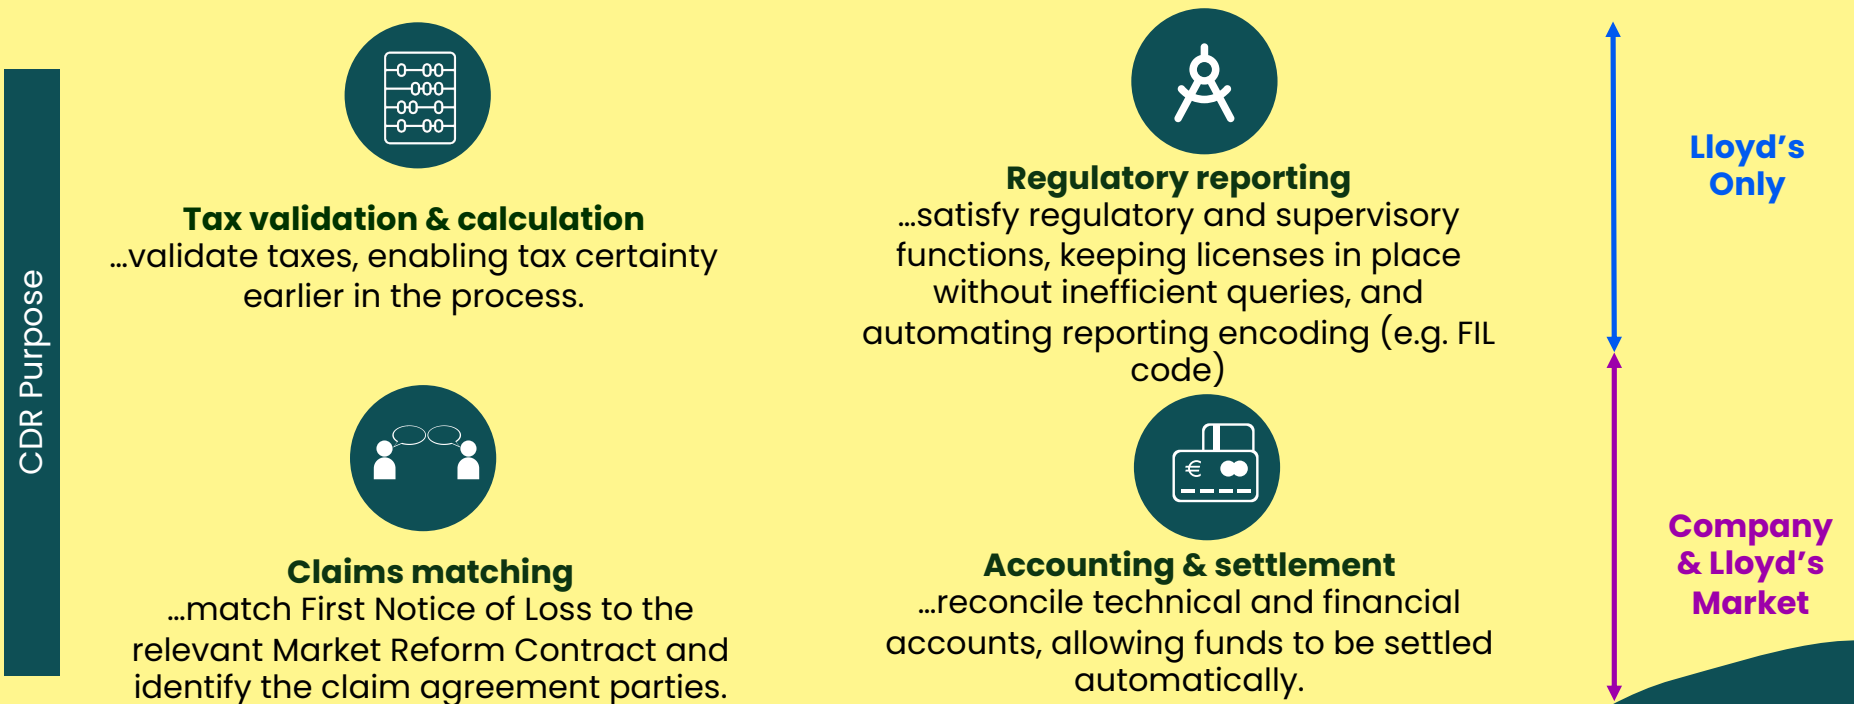 CDR Purpose
Tax validation & calculation
...validate taxes, enabling tax certainty
earlier in the process.
Regulatory reporting
...satisfy regulatory and supervisory
functions, keeping licenses in place
without inefficient queries, and
automating reporting encoding (e.g. FIL
code)
Lloyd's
Only
Claims matching
...match First Notice of Loss to the
relevant Market Reform Contract and
identify the claim agreement parties.
€
Accounting & settlement
...reconcile technical and financial
accounts, allowing funds to be settled
automatically.
Company
& Lloyd's
Market